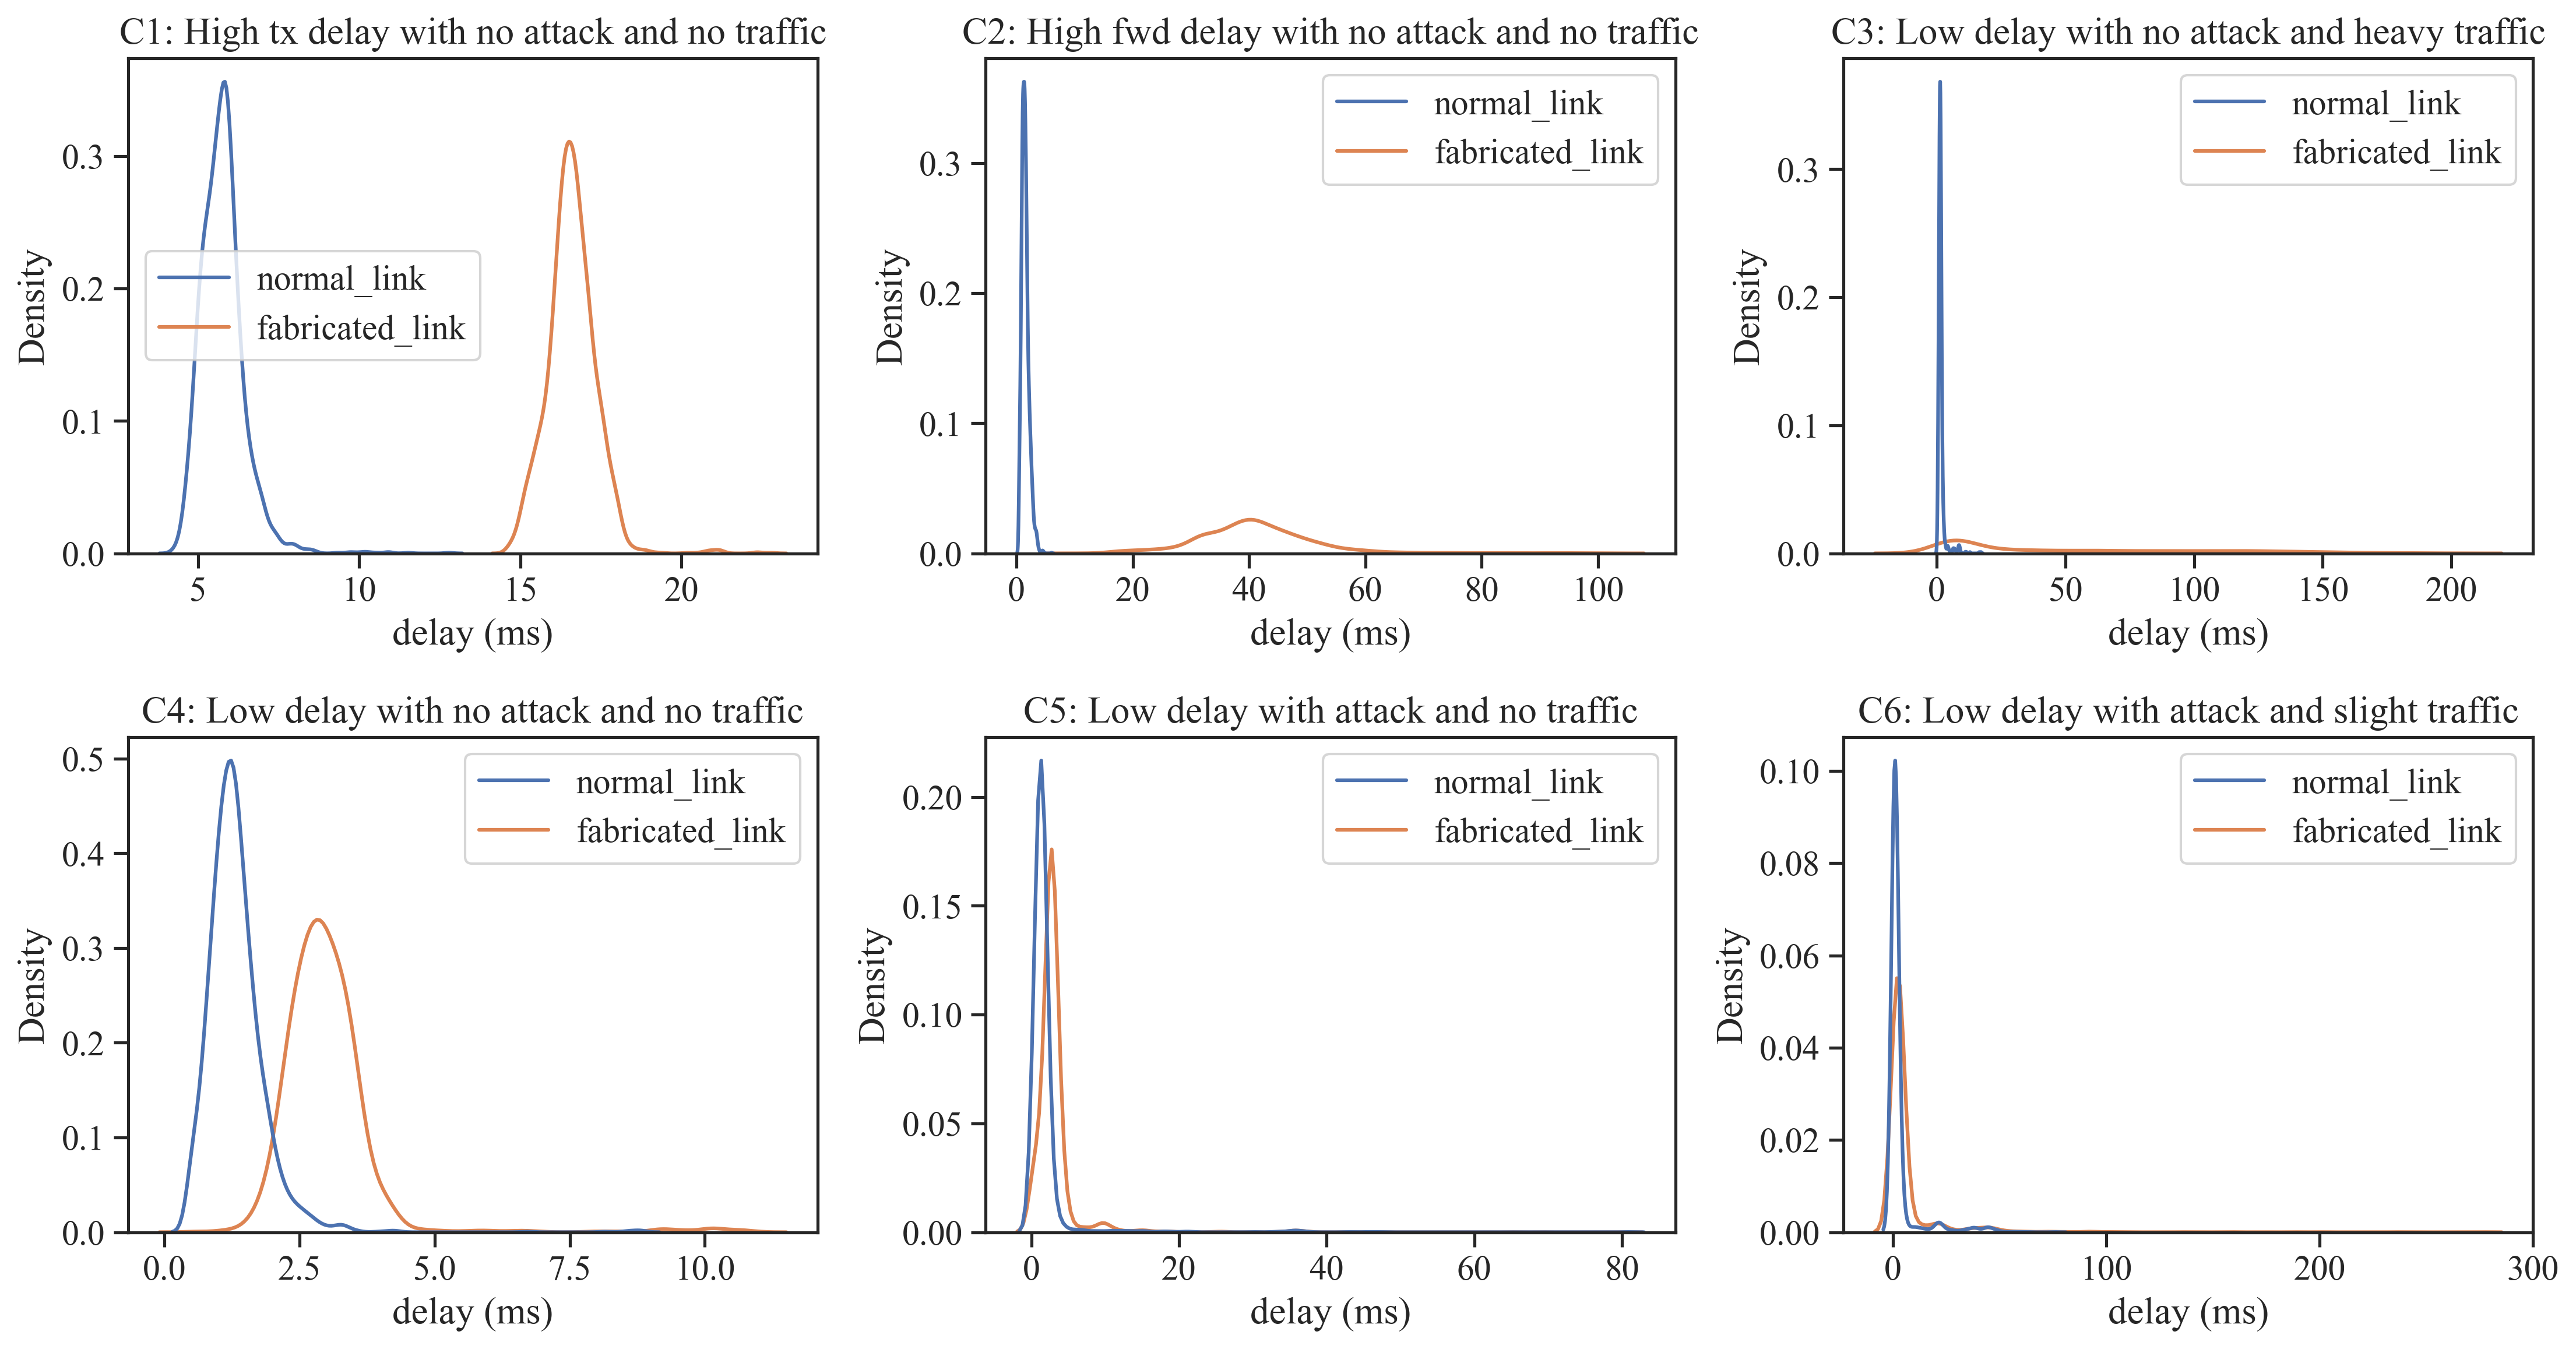 C1: High tx delay with no attack and no traffic
Density
0.3
0.2
0.1
0.0
normal_link
fabricated_link
5
10
15
20
delay (ms)
C2: High fwd delay with no attack and no traffic
Density
0.3
0.2
0.1
0.0
normal_link
fabricated_link
0
20
40
60
80
100
delay (ms)
C3: Low delay with no attack and heavy traffic
Density
0.3
0.2
0.1
0.0
normal_link
fabricated_link
0
50
100
150
200
delay (ms)
C4: Low delay with no attack and no traffic
Density
0.5
0.4
0.3
0.2
0.1
0.0
normal_link
fabricated_link
0.0
2.5
5.0
7.5
10.0
delay (ms)
C5: Low delay with attack and no traffic
Density
0.20
0.15
0.10
0.05
0.00
normal_link
fabricated_link
0
20
40
60
80
delay (ms)
C6: Low delay with attack and slight traffic
Density
0.10
0.08
0.06
0.04
0.02
0.00
normal_link
fabricated_link
0
100
200
300
delay (ms)